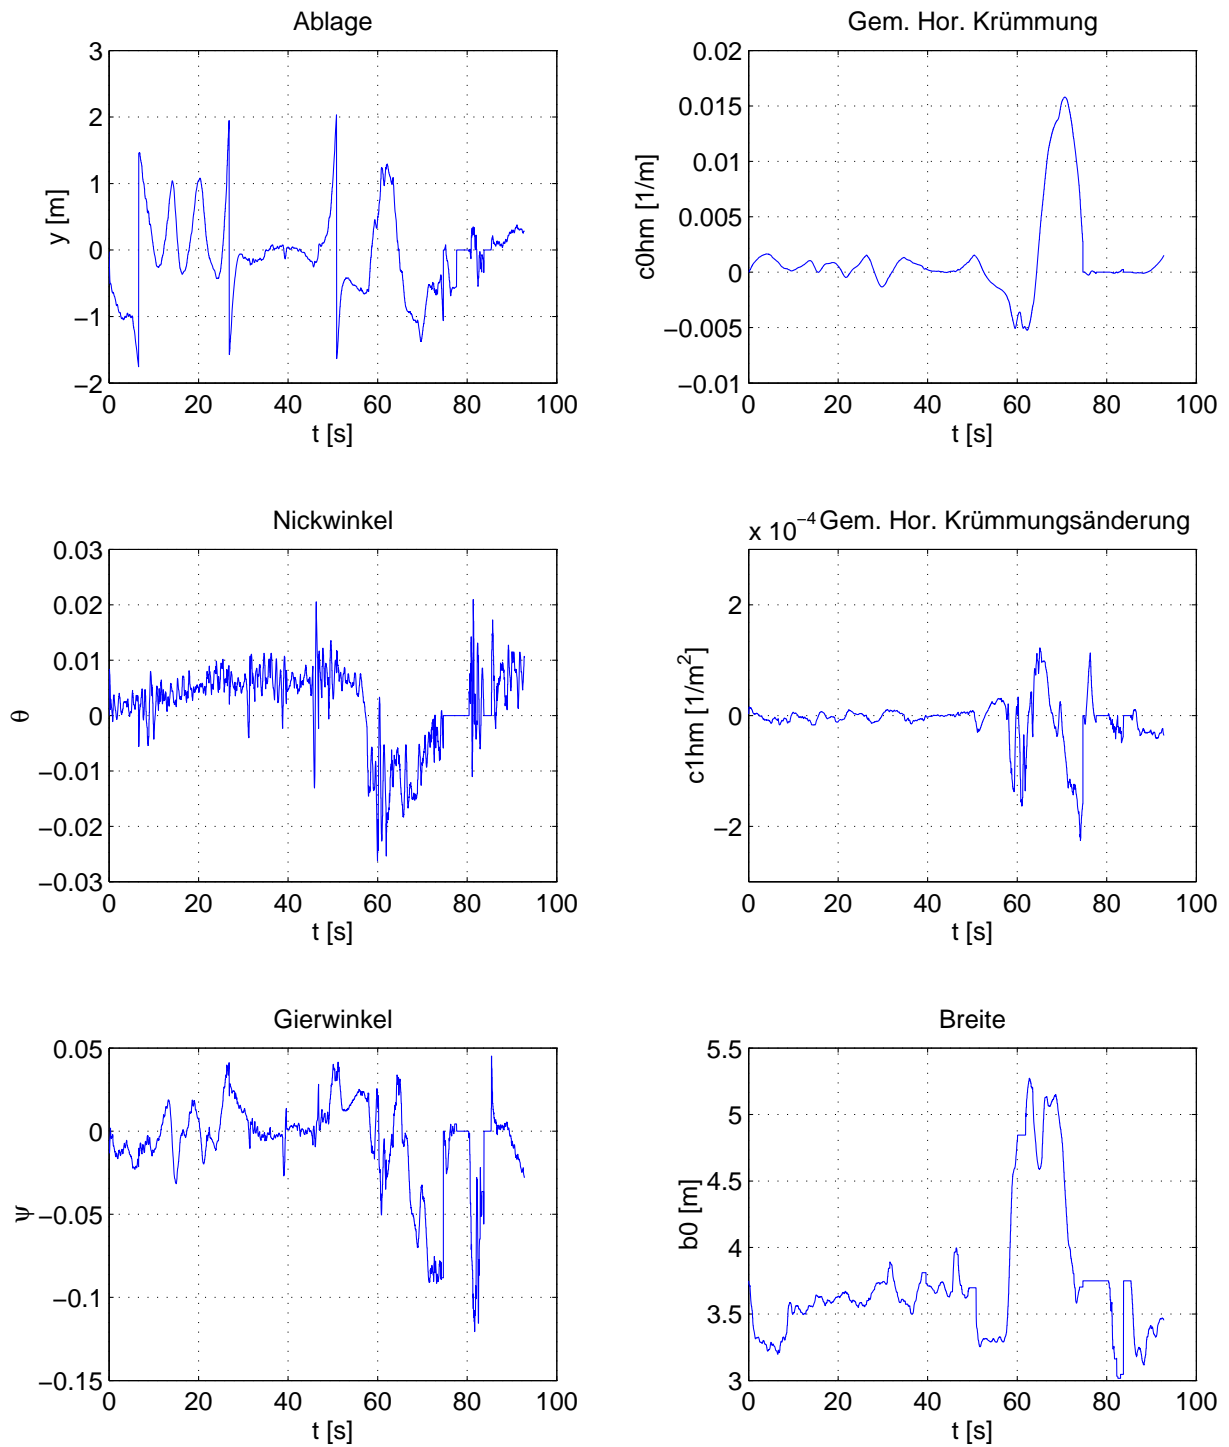 Ablage
3
2
1
0
−1
−2
y [m]
0 20 40 60 80 100
t [s]
Gem. Hor. Krümmung
0.02
0.015
0.01
0.005
0
−0.005
−0.01
c0hm [1/m]
0 20 40 60 80 100
t [s]
Nickwinkel
0.03
0.02
0.01
0
−0.01
−0.02
−0.03
θ
0 20 40 60 80 100
t [s]
x 10⁻⁴ Gem. Hor. Krümmungsänderung
2
0
−2
c1hm [1/m²]
0 20 40 60 80 100
t [s]
Gierwinkel
0.05
0
−0.05
−0.1
−0.15
ψ
0 20 40 60 80 100
t [s]
Breite
5.5
5
4.5
4
3.5
3
b0 [m]
0 20 40 60 80 100
t [s]